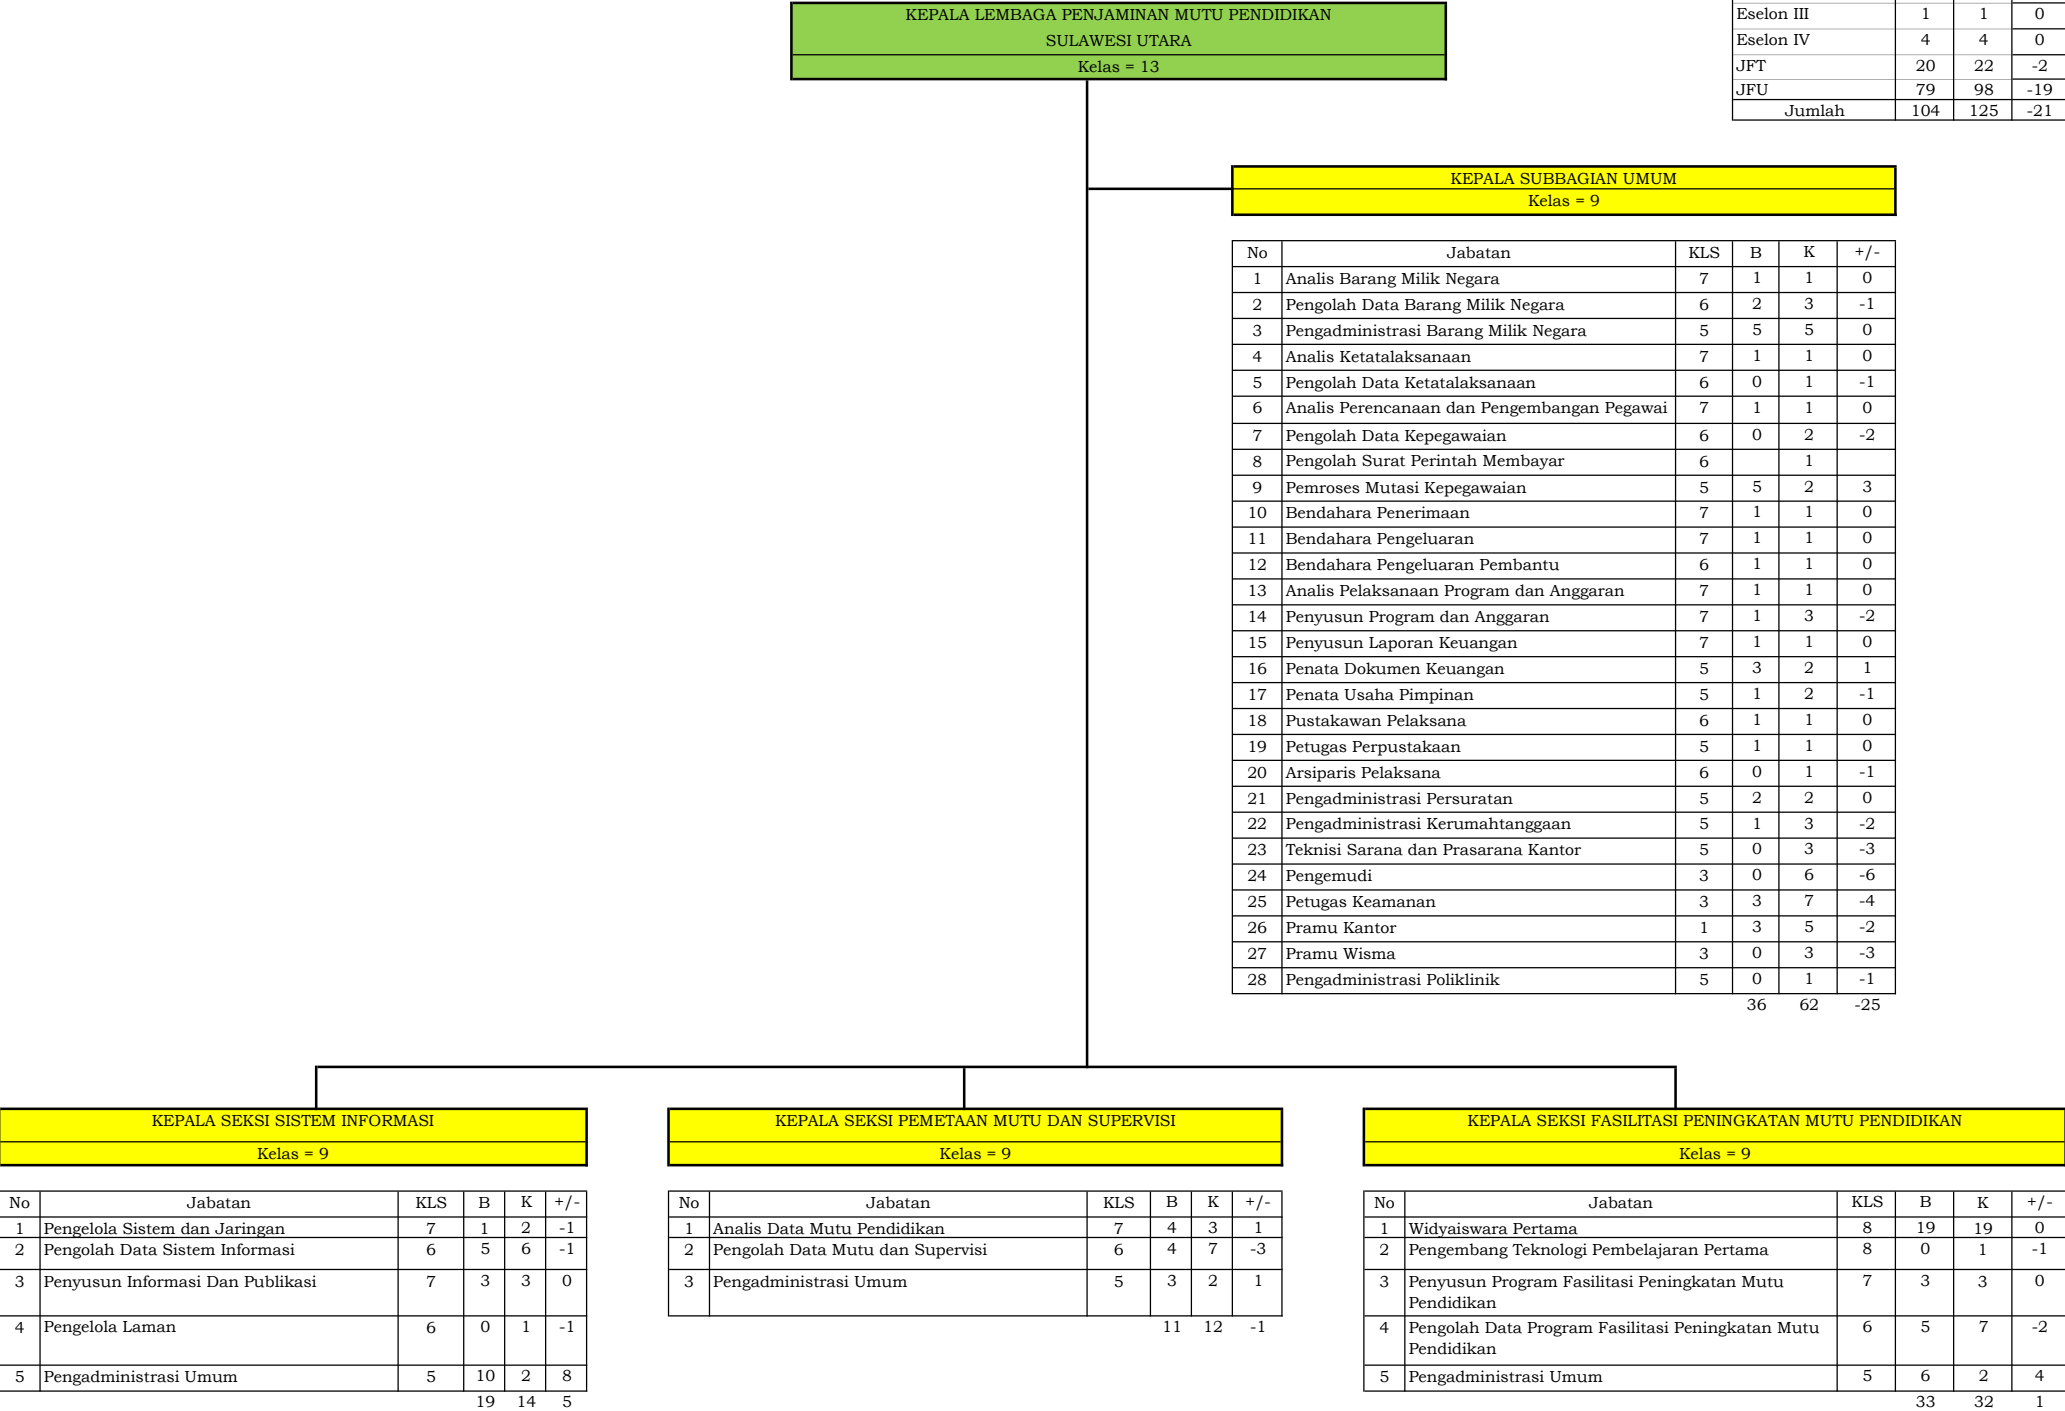 KEPALA LEMBAGA PENJAMINAN MUTU PENDIDIKAN
SULAWESI UTARA
Kelas = 13
Eselon III 1 1 0
Eselon IV 4 4 0
JFT 20 22 -2
JFU 79 98 -19
Jumlah 104 125 -21
KEPALA SUBBAGIAN UMUM
Kelas = 9
No Jabatan KLS B K +/-
1 Analis Barang Milik Negara 7 1 1 0
2 Pengolah Data Barang Milik Negara 6 2 3 -1
3 Pengadministrasi Barang Milik Negara 5 5 5 0
4 Analis Ketatalaksanaan 7 1 1 0
5 Pengolah Data Ketatalaksanaan 6 0 1 -1
6 Analis Perencanaan dan Pengembangan Pegawai 7 1 1 0
7 Pengolah Data Kepegawaian 6 0 2 -2
8 Pengolah Surat Perintah Membayar 6 1
9 Pemroses Mutasi Kepegawaian 5 5 2 3
10 Bendahara Penerimaan 7 1 1 0
11 Bendahara Pengeluaran 7 1 1 0
12 Bendahara Pengeluaran Pembantu 6 1 1 0
13 Analis Pelaksanaan Program dan Anggaran 7 1 1 0
14 Penyusun Program dan Anggaran 7 1 3 -2
15 Penyusun Laporan Keuangan 7 1 1 0
16 Penata Dokumen Keuangan 5 3 2 1
17 Penata Usaha Pimpinan 5 1 2 -1
18 Pustakawan Pelaksana 6 1 1 0
19 Petugas Perpustakaan 5 1 1 0
20 Arsiparis Pelaksana 6 0 1 -1
21 Pengadministrasi Persuratan 5 2 2 0
22 Pengadministrasi Kerumahtanggaan 5 1 3 -2
23 Teknisi Sarana dan Prasarana Kantor 5 0 3 -3
24 Pengemudi 3 0 6 -6
25 Petugas Keamanan 3 3 7 -4
26 Pramu Kantor 1 3 5 -2
27 Pramu Wisma 3 0 3 -3
28 Pengadministrasi Poliklinik 5 0 1 -1
36 62 -25
KEPALA SEKSI SISTEM INFORMASI
Kelas = 9
No Jabatan KLS B K +/-
1 Pengelola Sistem dan Jaringan 7 1 2 -1
2 Pengolah Data Sistem Informasi 6 5 6 -1
3 Penyusun Informasi Dan Publikasi 7 3 3 0
4 Pengelola Laman 6 0 1 -1
5 Pengadministrasi Umum 5 10 2 8
19 14 5
KEPALA SEKSI PEMETAAN MUTU DAN SUPERVISI
Kelas = 9
No Jabatan KLS B K +/-
1 Analis Data Mutu Pendidikan 7 4 3 1
2 Pengolah Data Mutu dan Supervisi 6 4 7 -3
3 Pengadministrasi Umum 5 3 2 1
11 12 -1
KEPALA SEKSI FASILITASI PENINGKATAN MUTU PENDIDIKAN
Kelas = 9
No Jabatan KLS B K +/-
1 Widyaiswara Pertama 8 19 19 0
2 Pengembang Teknologi Pembelajaran Pertama 8 0 1 -1
3 Penyusun Program Fasilitasi Peningkatan Mutu 7 3 3 0
Pendidikan
4 Pengolah Data Program Fasilitasi Peningkatan Mutu 6 5 7 -2
Pendidikan
5 Pengadministrasi Umum 5 6 2 4
33 32 1